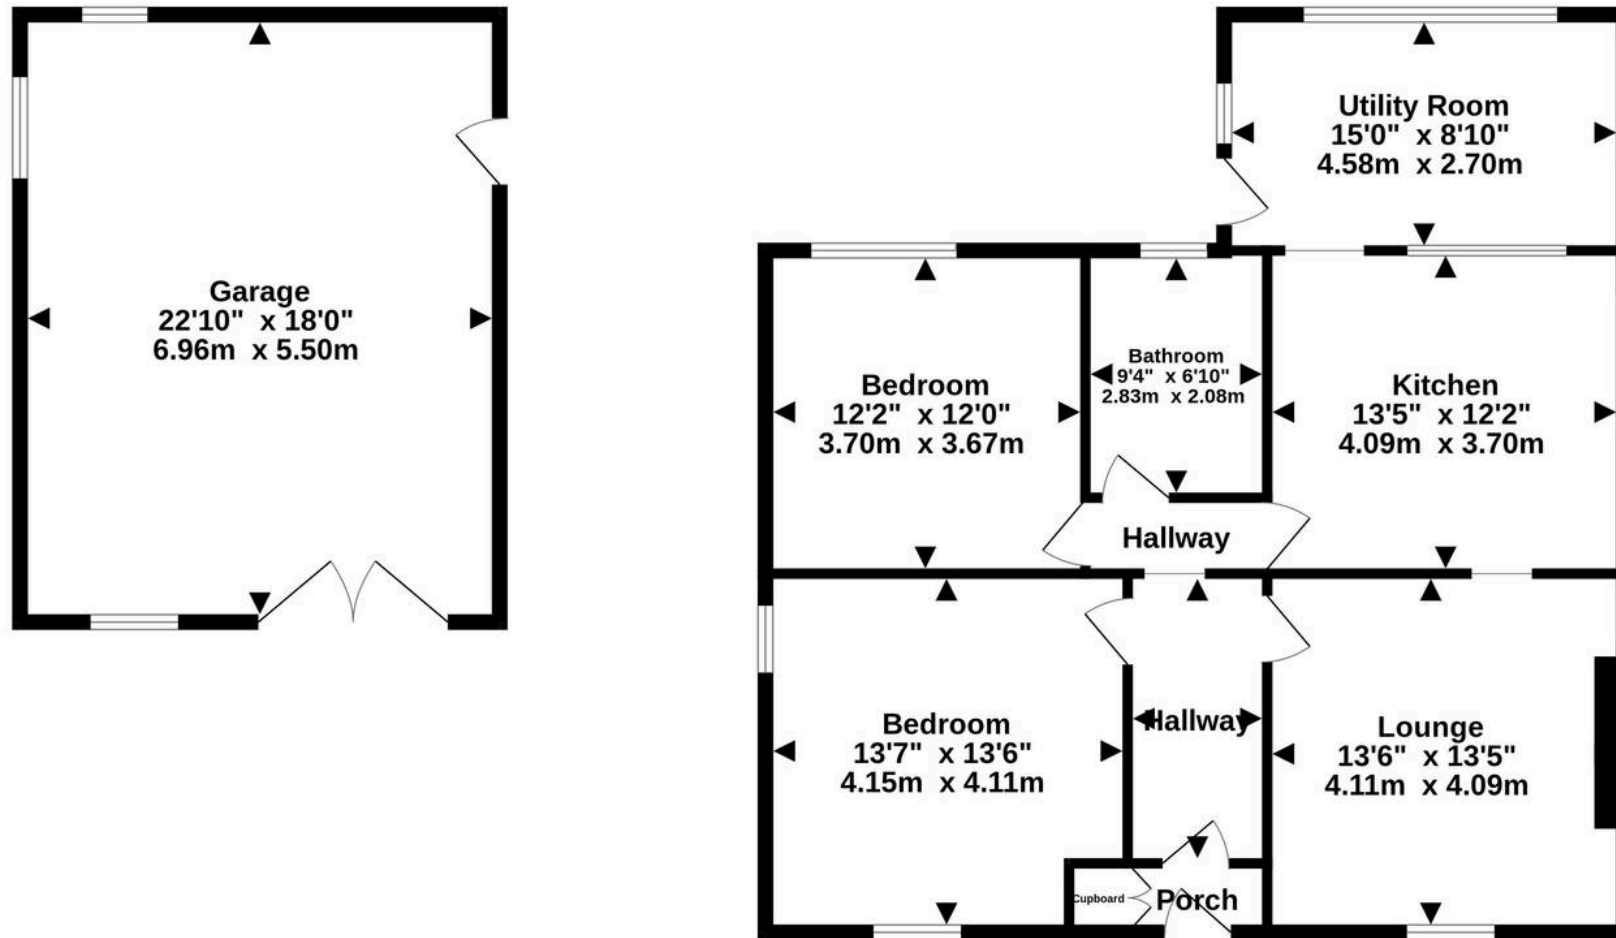 Garage
22'10" x 18'0"
6.96m x 5.50m
Utility Room
15'0" x 8'10"
4.58m x 2.70m
Bedroom
12'2" x 12'0"
3.70m x 3.67m
Bathroom
9'4" x 6'10"
2.83m x 2.08m
Kitchen
13'5" x 12'2"
4.09m x 3.70m
Hallway
Bedroom
13'7" x 13'6"
4.15m x 4.11m
Hallway
Lounge
13'6" x 13'5"
4.11m x 4.09m
Cupboard
Porch